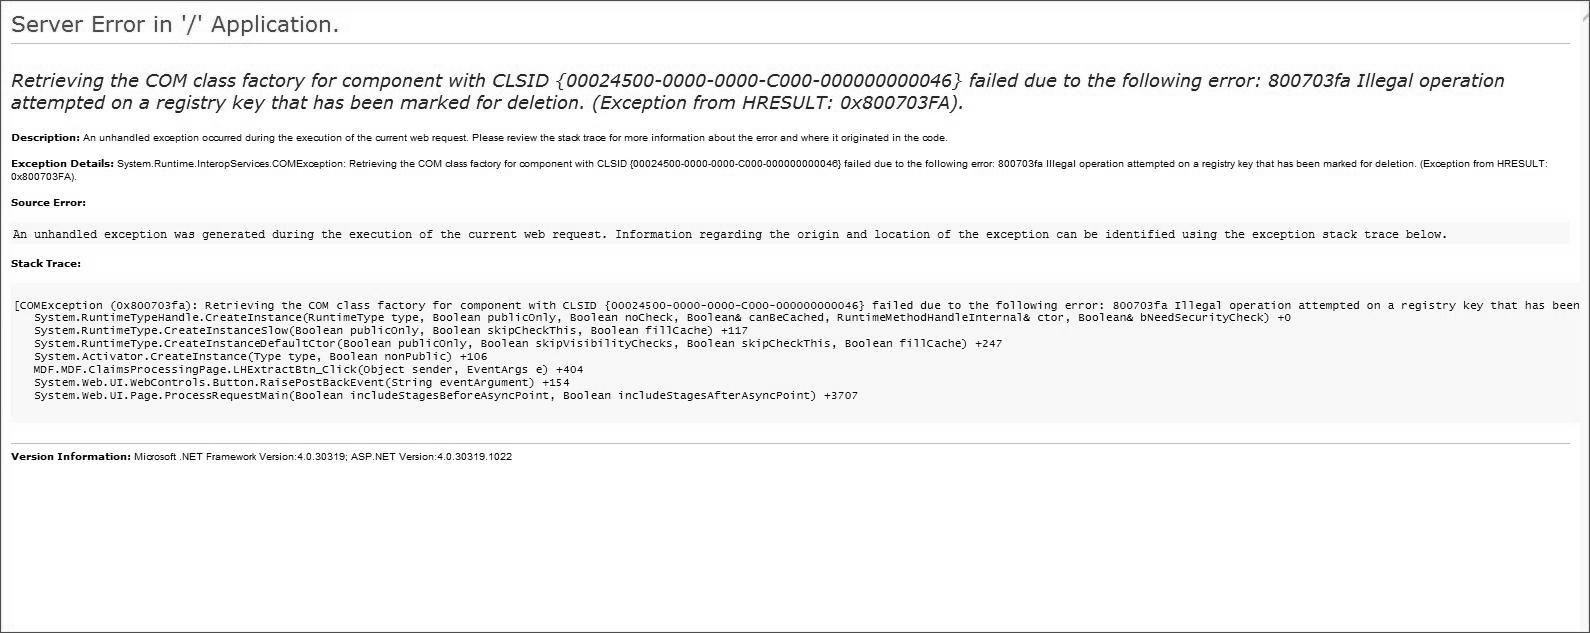 Server Error in '/' Application.
Retrieving the COM class factory for component with CLSID {00024500-0000-0000-C000-000000000046} failed due to the following error: 800703fa Illegal operation
attempted on a registry key that has been marked for deletion. (Exception from HRESULT: 0x800703FA).
Description: An unhandled exception occurred during the execution of the current web request. Please review the stack trace for more information about the error and where it originated in the code.
Exception Details: System.Runtime.InteropServices.COMException: Retrieving the COM class factory for component with CLSID {00024500-0000-0000-C000-000000000046} failed due to the following error: 800703fa Illegal operation attempted on a registry key that has been marked for deletion. (Exception from HRESULT:
0x800703FA).
Source Error:
An unhandled exception was generated during the execution of the current web request. Information regarding the origin and location of the exception can be identified using the exception stack trace below.
Stack Trace:
[COMException (0x800703fa): Retrieving the COM class factory for component with CLSID {00024500-0000-0000-C000-000000000046} failed due to the following error: 800703fa Illegal operation attempted on a registry key that has been
System.RuntimeTypeHandle.CreateInstance(RuntimeType type, Boolean publicOnly, Boolean noCheck, Boolean& canBeCached, RuntimeMethodHandleInternal& ctor, Boolean& bNeedSecurityCheck) +0
System.RuntimeType.CreateInstanceSlow(Boolean publicOnly, Boolean skipCheckThis, Boolean fillCache) +117
System.RuntimeType.CreateInstanceDefaultCtor(Boolean publicOnly, Boolean skipVisibilityChecks, Boolean skipCheckThis, Boolean fillCache) +247
System.Activator.CreateInstance(Type type, Boolean nonPublic) +106
MDF.MDF.ClaimsProcessingPage.LHExtractBtn_Click(Object sender, EventArgs e) +404
System.Web.UI.WebControls.Button.RaisePostBackEvent(String eventArgument) +154
System.Web.UI.Page.ProcessRequestMain(Boolean includeStagesBeforeAsyncPoint, Boolean includeStagesAfterAsyncPoint) +3707
Version Information: Microsoft .NET Framework Version:4.0.30319; ASP.NET Version:4.0.30319.1022